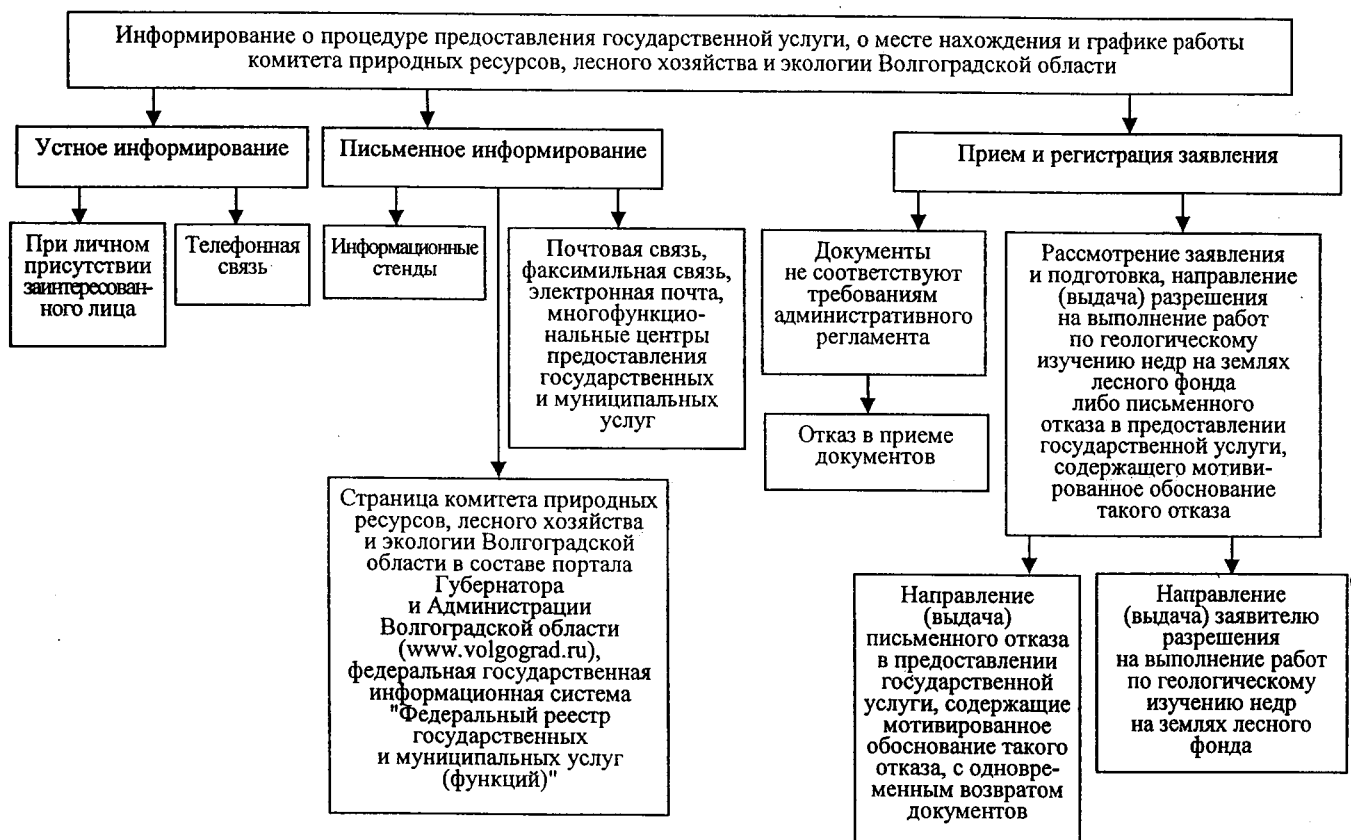 Информирование о процедуре предоставления государственной услуги, о месте нахождения и графике работы
комитета природных ресурсов, лесного хозяйства и экологии Волгоградской области
Устное информирование
Письменное информирование
Прием и регистрация заявления
При личном
присутствии
заинтересован-
ного лица
Телефонная
связь
Информационные
стенды
Почтовая связь,
факсимильная связь,
электронная почта,
многофункцио-
нальные центры
предоставления
государственных
и муниципальных
услуг
Документы
не соответствуют
требованиям
административного
регламента
Рассмотрение заявления
и подготовка, направление
(выдача) разрешения
на выполнение работ
по геологическому
изучению недр на землях
лесного фонда
либо письменного
отказа в предоставлении
государственной услуги,
содержащего мотиви-
рованное обоснование
такого отказа
Отказ в приеме
документов
Страница комитета природных
ресурсов, лесного хозяйства
и экологии Волгоградской
области в составе портала
Губернатора
и Администрации
Волгоградской области
(www.volgograd.ru),
федеральная государственная
информационная система
"Федеральный реестр
государственных
и муниципальных услуг
(функций)"
Направление
(выдача)
письменного отказа
в предоставлении
государственной
услуги, содержащие
мотивированное
обоснование такого
отказа, с одновре-
менным возвратом
документов
Направление
(выдача) заявителю
разрешения
на выполнение работ
по геологическому
изучению недр
на землях лесного
фонда